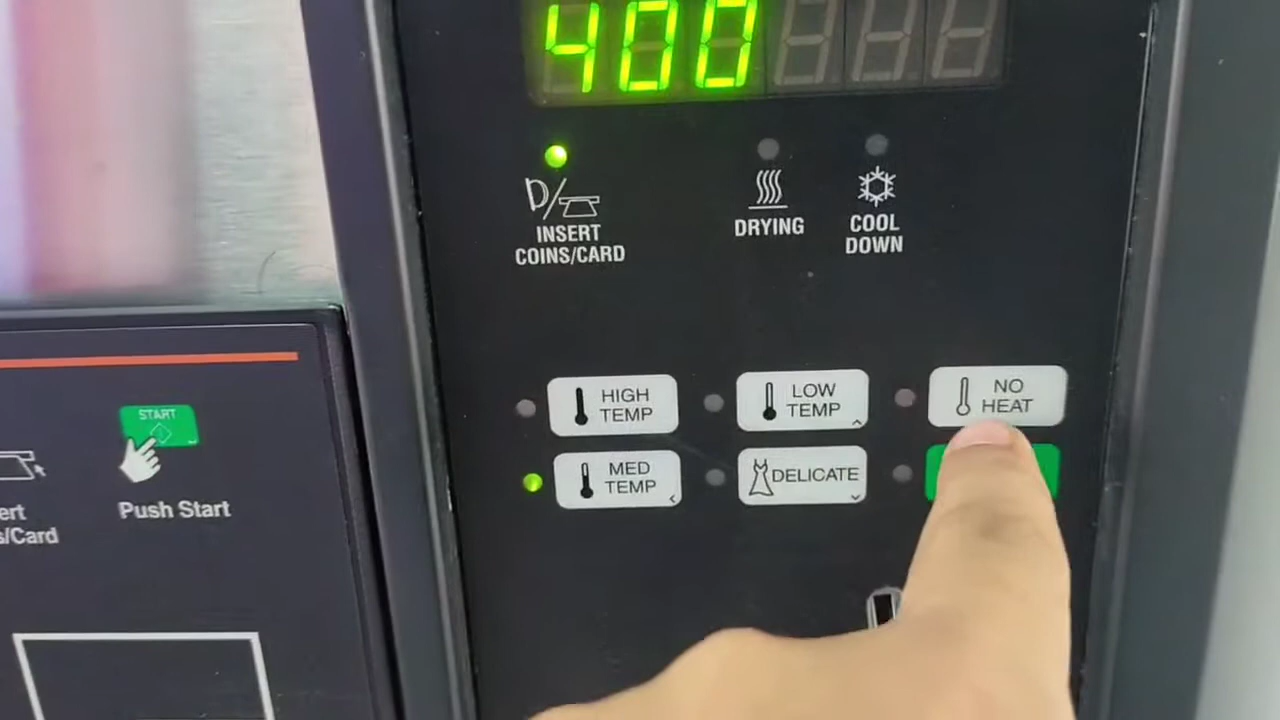 400
INSERT
COINS/CARD
DRYING
COOL
DOWN
HIGH
TEMP
LOW
TEMP
NO
HEAT
MED
TEMP
DELICATE
START
Push Start
ert
s/Card